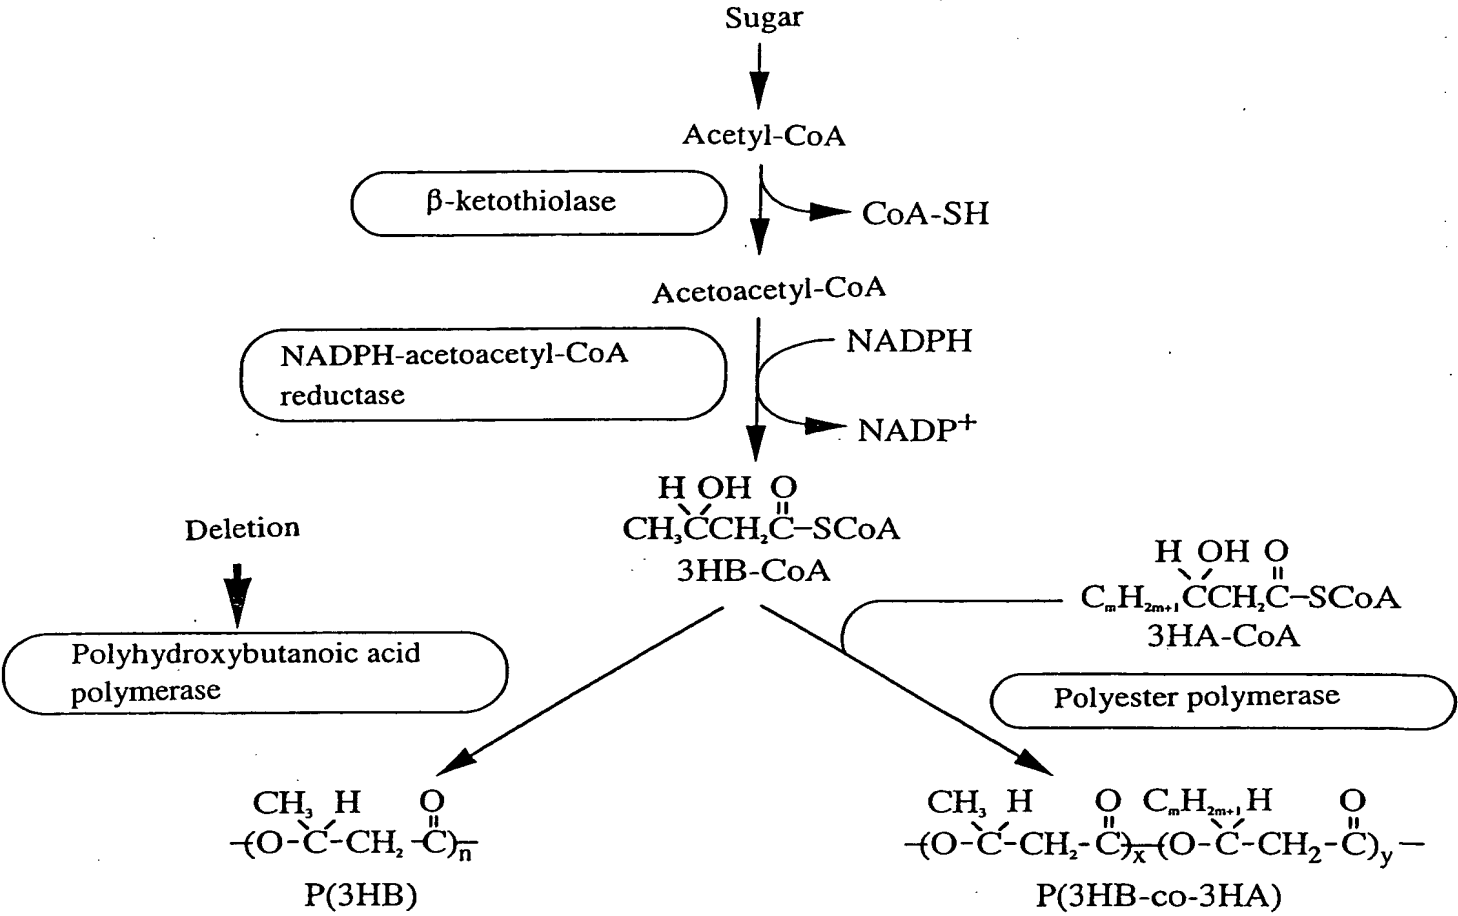 Sugar
Acetyl-CoA
β-ketothiolase
CoA-SH
Acetoacetyl-CoA
NADPH-acetoacetyl-CoA
reductase
NADPH
NADP⁺
H OH O
CH₃CCH₂C–SCoA
3HB-CoA
Deletion
H OH O
CₘH₂ₘ₊₁CCH₂C–SCoA
3HA-CoA
Polyhydroxybutanoic acid
polymerase
Polyester polymerase
CH₃ H O
–(O–C–CH₂–C)n–
P(3HB)
CH₃ H O CₘH₂ₘ₊₁ H O
–(O–C–CH₂–C)x–(O–C–CH₂–C)y–
P(3HB-co-3HA)